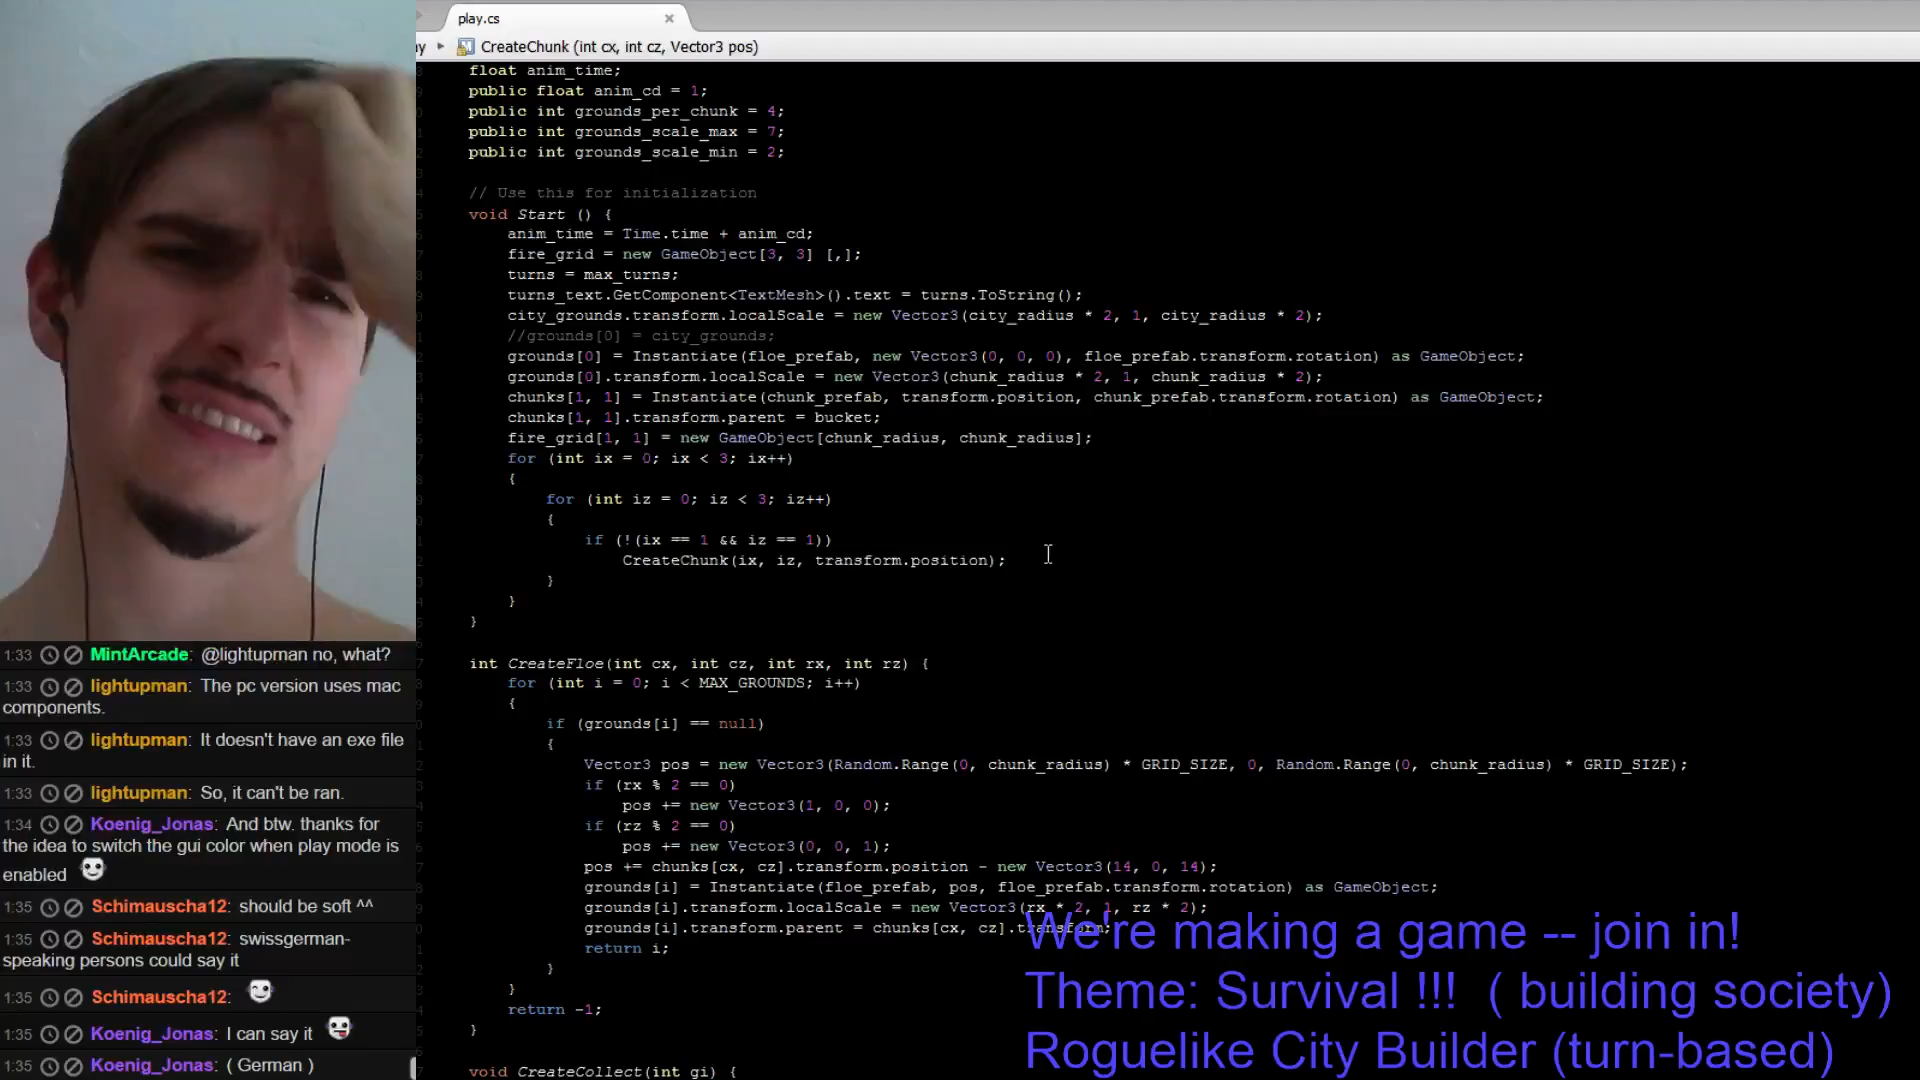 play.cs
CreateChunk (int cx, int cz, Vector3 pos)
float anim_time;
public float anim_cd = 1;
public int grounds_per_chunk = 4;
public int grounds_scale_max = 7;
public int grounds_scale_min = 2;
// Use this for initialization
void Start () {
anim_time = Time.time + anim_cd;
fire_grid = new GameObject[3, 3] [,];
turns = max_turns;
turns_text.GetComponent<TextMesh>().text = turns.ToString();
city_grounds.transform.localScale = new Vector3(city_radius * 2, 1, city_radius * 2);
//grounds[0] = city_grounds;
grounds[0] = Instantiate(floe_prefab, new Vector3(0, 0, 0), floe_prefab.transform.rotation) as GameObject;
grounds[0].transform.localScale = new Vector3(chunk_radius * 2, 1, chunk_radius * 2);
chunks[1, 1] = Instantiate(chunk_prefab, transform.position, chunk_prefab.transform.rotation) as GameObject;
chunks[1, 1].transform.parent = bucket;
fire_grid[1, 1] = new GameObject[chunk_radius, chunk_radius];
for (int ix = 0; ix < 3; ix++)
{
for (int iz = 0; iz < 3; iz++)
{
if (!(ix == 1 && iz == 1))
CreateChunk(ix, iz, transform.position);
}
}
}
int CreateFloe(int cx, int cz, int rx, int rz) {
for (int i = 0; i < MAX_GROUNDS; i++)
{
if (grounds[i] == null)
{
Vector3 pos = new Vector3(Random.Range(0, chunk_radius) * GRID_SIZE, 0, Random.Range(0, chunk_radius) * GRID_SIZE);
if (rx % 2 == 0)
pos += new Vector3(1, 0, 0);
if (rz % 2 == 0)
pos += new Vector3(0, 0, 1);
pos += chunks[cx, cz].transform.position - new Vector3(14, 0, 14);
grounds[i] = Instantiate(floe_prefab, pos, floe_prefab.transform.rotation) as GameObject;
grounds[i].transform.localScale = new Vector3(rx * 2, 1, rz * 2);
grounds[i].transform.parent = chunks[cx, cz].transform;
return i;
}
}
return -1;
}
void CreateCollect(int gi) {
1:33 MintArcade: @lightupman no, what?
1:33 lightupman: The pc version uses mac
components.
1:33 lightupman: It doesn't have an exe file
in it.
1:33 lightupman: So, it can't be ran.
1:34 Koenig_Jonas: And btw. thanks for
the idea to switch the gui color when play mode is
enabled
1:35 Schimauscha12: should be soft ^^
1:35 Schimauscha12: swissgerman-
speaking persons could say it
1:35 Schimauscha12:
1:35 Koenig_Jonas: I can say it
1:35 Koenig_Jonas: ( German )
We're making a game -- join in!
Theme: Survival !!! ( building society)
Roguelike City Builder (turn-based)